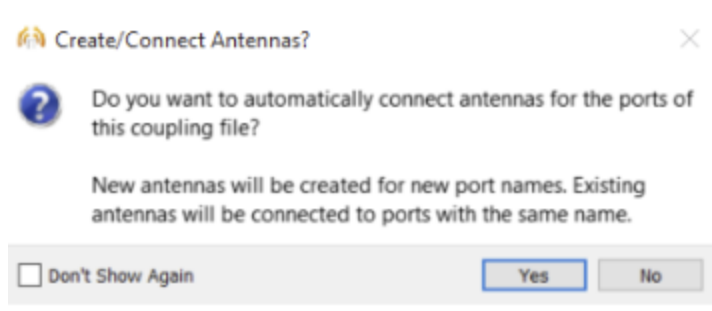 Create/Connect Antennas?
Do you want to automatically connect antennas for the ports of
this coupling file?
New antennas will be created for new port names. Existing
antennas will be connected to ports with the same name.
Don't Show Again
Yes
No